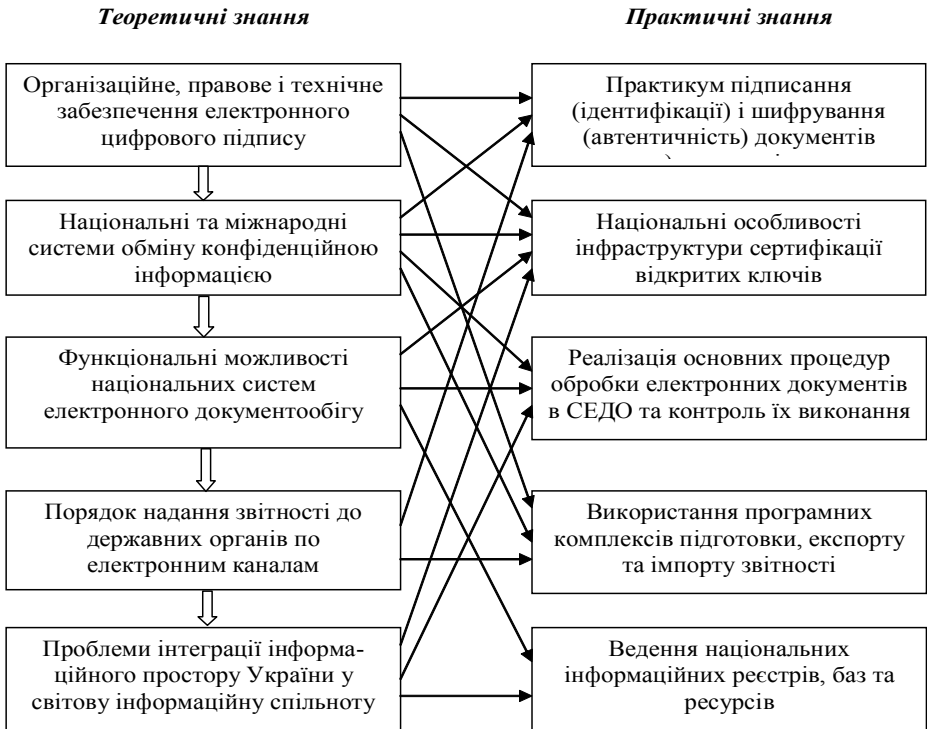 Теоретичні знання
Організаційне, правове і технічне
забезпечення електронного
цифрового підпису
Національні та міжнародні
системи обміну конфіденційною
інформацією
Функціональні можливості
національних систем
електронного документообігу
Порядок надання звітності до
державних органів по
електронним каналам
Проблеми інтеграції інформа-
ційного простору України у
світову інформаційну спільноту
Практичні знання
Практикум підписання
(ідентифікації) і шифрування
(автентичність) документів
Національні особливості
інфраструктури сертифікації
відкритих ключів
Реалізація основних процедур
обробки електронних документів
в СЕДО та контроль їх виконання
Використання програмних
комплексів підготовки, експорту
та імпорту звітності
Ведення національних
інформаційних реєстрів, баз та
ресурсів